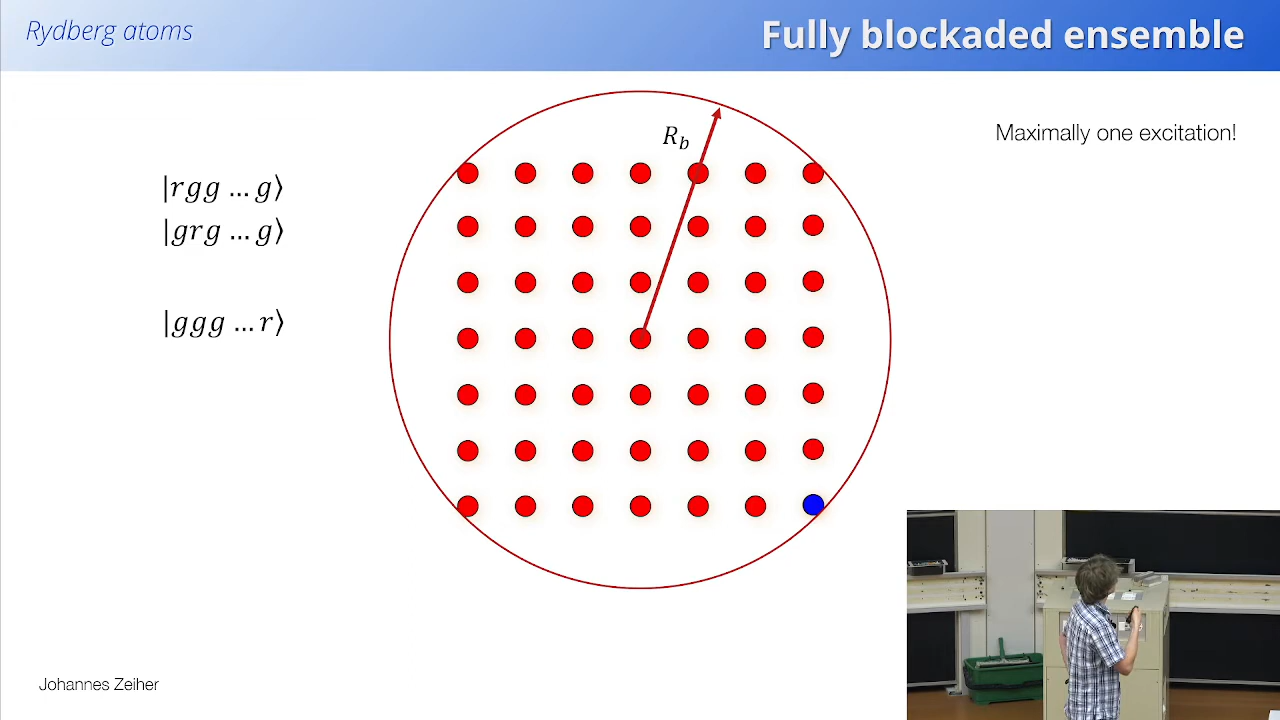 Rydberg atoms
Fully blockaded ensemble
Maximally one excitation!
R_b
|rgg … g⟩
|grg … g⟩
|ggg … r⟩
Johannes Zeiher